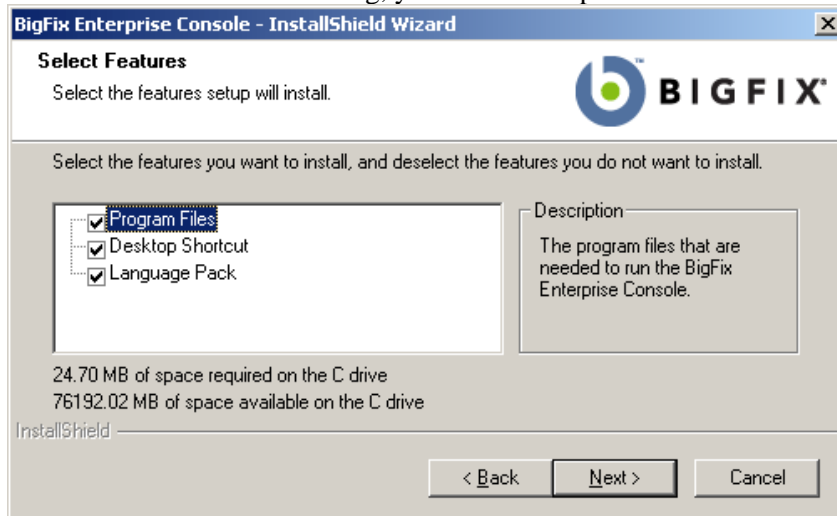 BigFix Enterprise Console - InstallShield Wizard
Select Features
Select the features setup will install.
BIGFIX
Select the features you want to install, and deselect the features you do not want to install.
Program Files
Desktop Shortcut
Language Pack
Description
The program files that are
needed to run the BigFix
Enterprise Console.
24.70 MB of space required on the C drive
76192.02 MB of space available on the C drive
InstallShield
< Back
Next >
Cancel